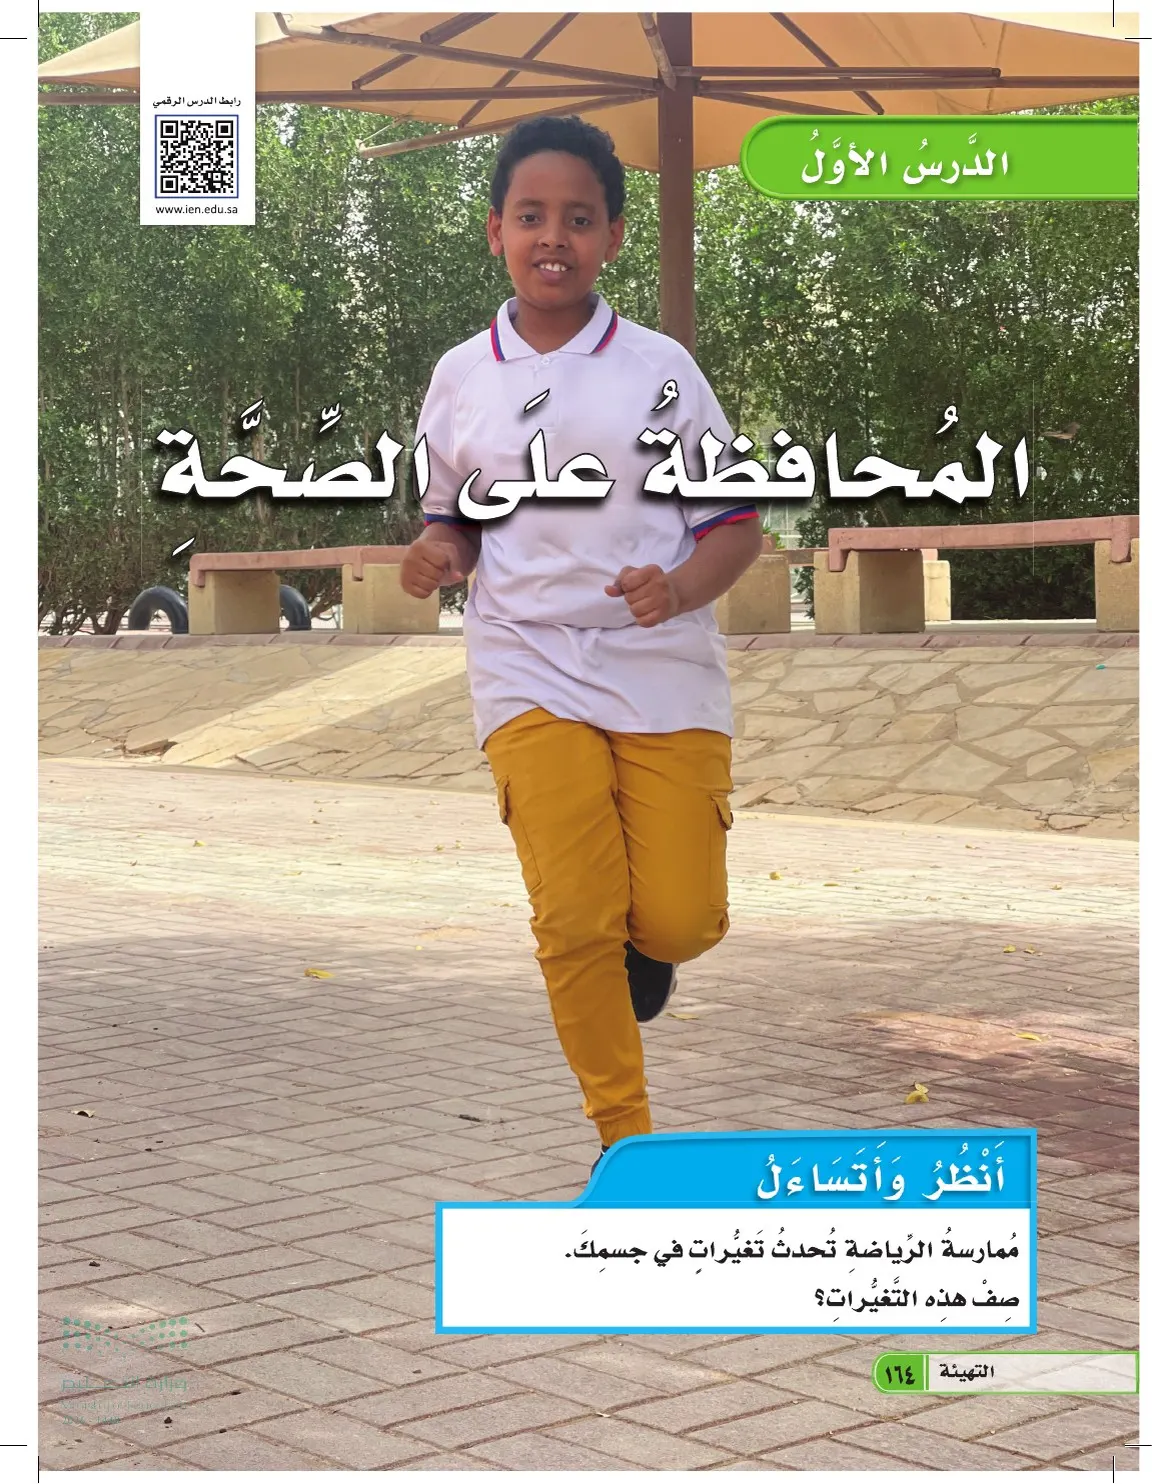 رابط الدرس الرقمي
www.ien.edu.sa
الدَّرسُ الأوَّلُ
المُحافظةُ علَى الصِّحَّةِ
أَنْظُرُ وَأَتَسَاءَلُ
مُمارسةُ الرِّياضةِ تُحدثُ تَغيُّراتٍ في جسمِكَ.
صِفْ هذِه التَّغيُّراتِ؟
التهيئة ١٦٤